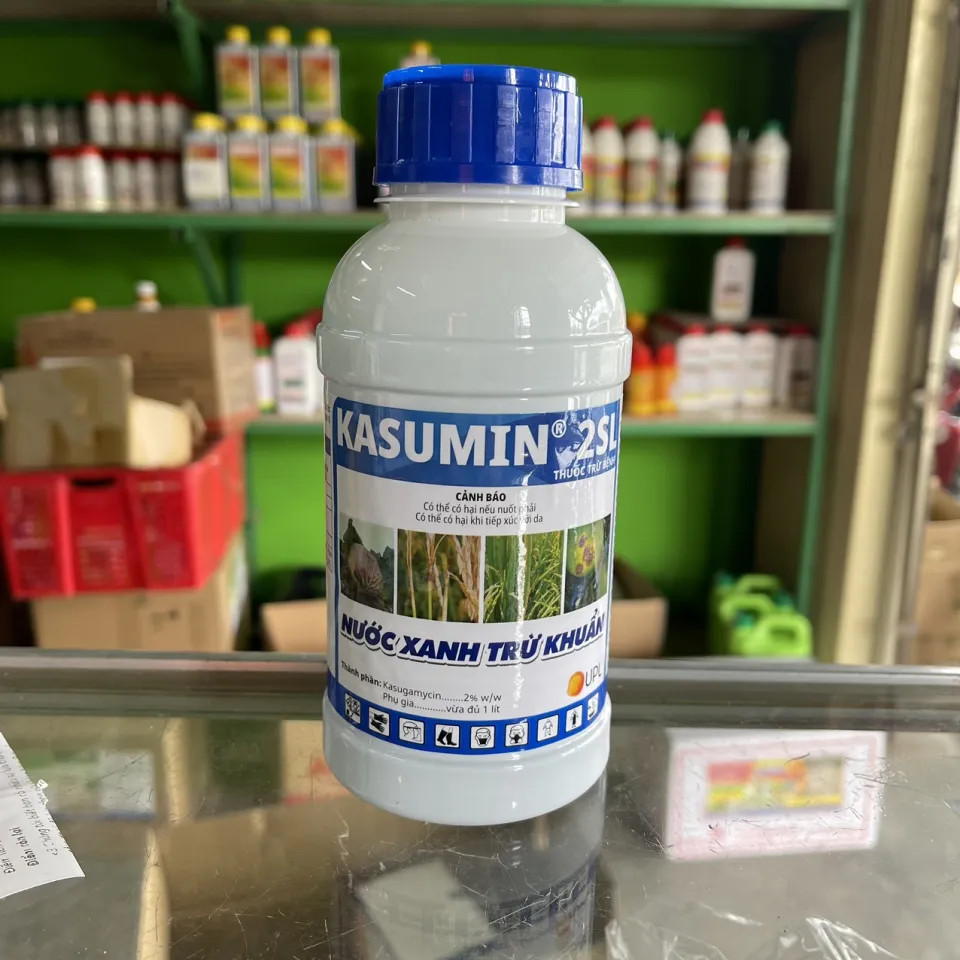 KASUMIN® 2SL
THUỐC TRỪ BỆNH
CẢNH BÁO
Có thể có hại nếu nuốt phải
Có thể có hại khi tiếp xúc với da
NƯỚC XANH TRỪ KHUẨN
Thành phần: Kasugamycin........2% w/w
Phụ gia............vừa đủ 1 lít
UPL